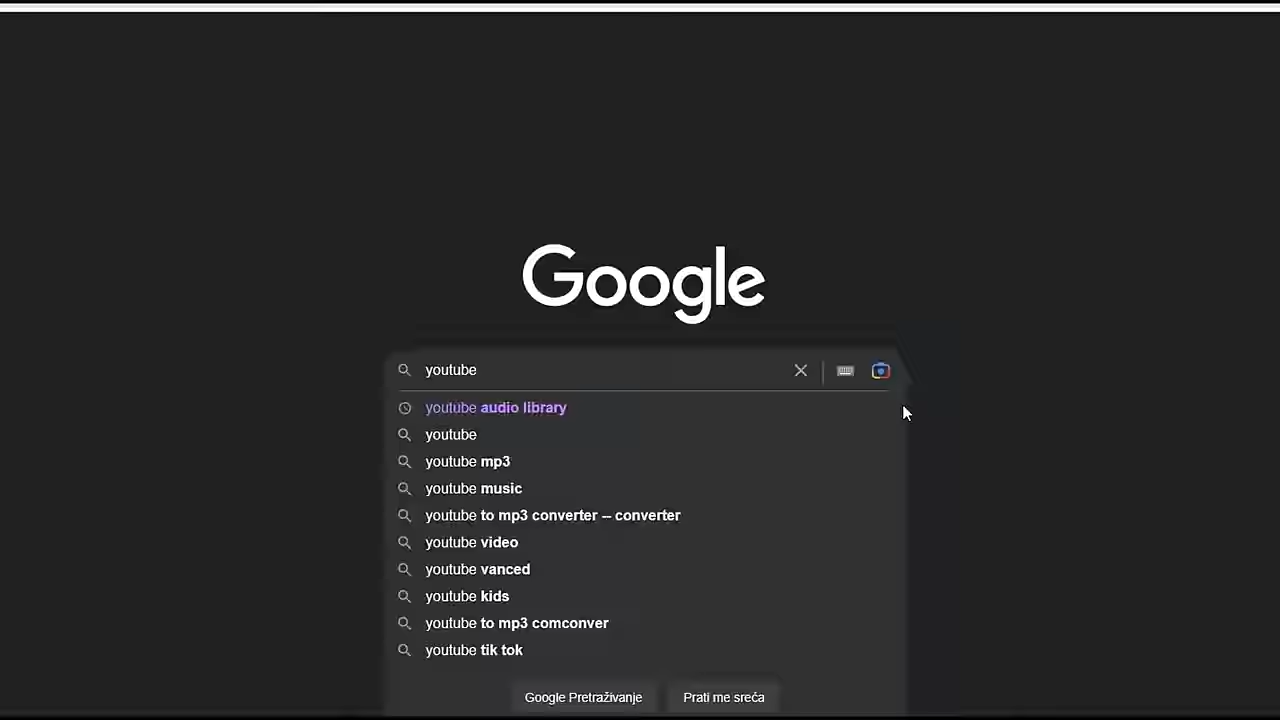 Google
youtube
youtube audio library
youtube
youtube mp3
youtube music
youtube to mp3 converter – converter
youtube video
youtube vanced
youtube kids
youtube to mp3 comconver
youtube tik tok
Google Pretraživanje
Prati me sreća